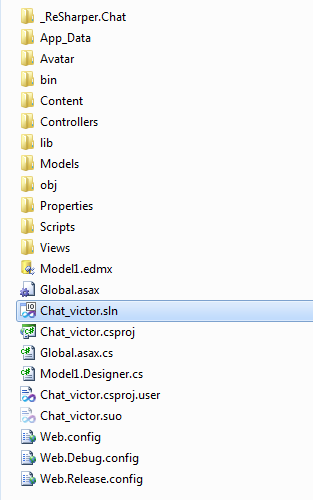 _ReSharper.Chat
App_Data
Avatar
bin
Content
Controllers
lib
Models
obj
Properties
Scripts
Views
Model1.edmx
Global.asax
Chat_victor.sln
Chat_victor.csproj
Global.asax.cs
Model1.Designer.cs
Chat_victor.csproj.user
Chat_victor.suo
Web.config
Web.Debug.config
Web.Release.config